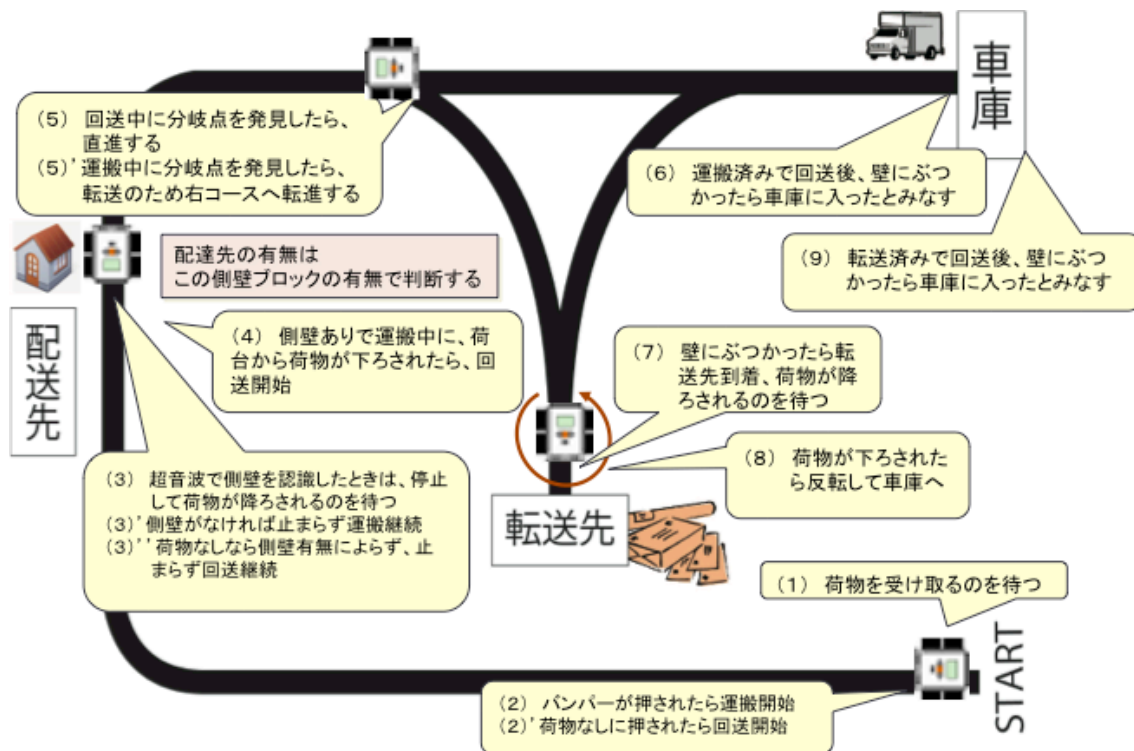 車庫
(5) 回送中に分岐点を発見したら、
直進する
(5)'運搬中に分岐点を発見したら、
転送のため右コースへ転進する
(6) 運搬済みで回送後、壁にぶつ
かったら車庫に入ったとみなす
配達先の有無は
この側壁ブロックの有無で判断する
(9) 転送済みで回送後、壁にぶつ
かったら車庫に入ったとみなす
配送先
(4) 側壁ありで運搬中に、荷
台から荷物が下ろされたら、回
送開始
(7) 壁にぶつかったら転
送先到着、荷物が降
ろされるのを待つ
(8) 荷物が下ろされた
ら反転して車庫へ
(3) 超音波で側壁を認識したときは、停止
して荷物が降ろされるのを待つ
(3)'側壁がなければ止まらず運搬継続
(3)''荷物なしなら側壁有無によらず、止
まらず回送継続
転送先
(1) 荷物を受け取るのを待つ
START
(2) バンパーが押されたら運搬開始
(2)'荷物なしに押されたら回送開始